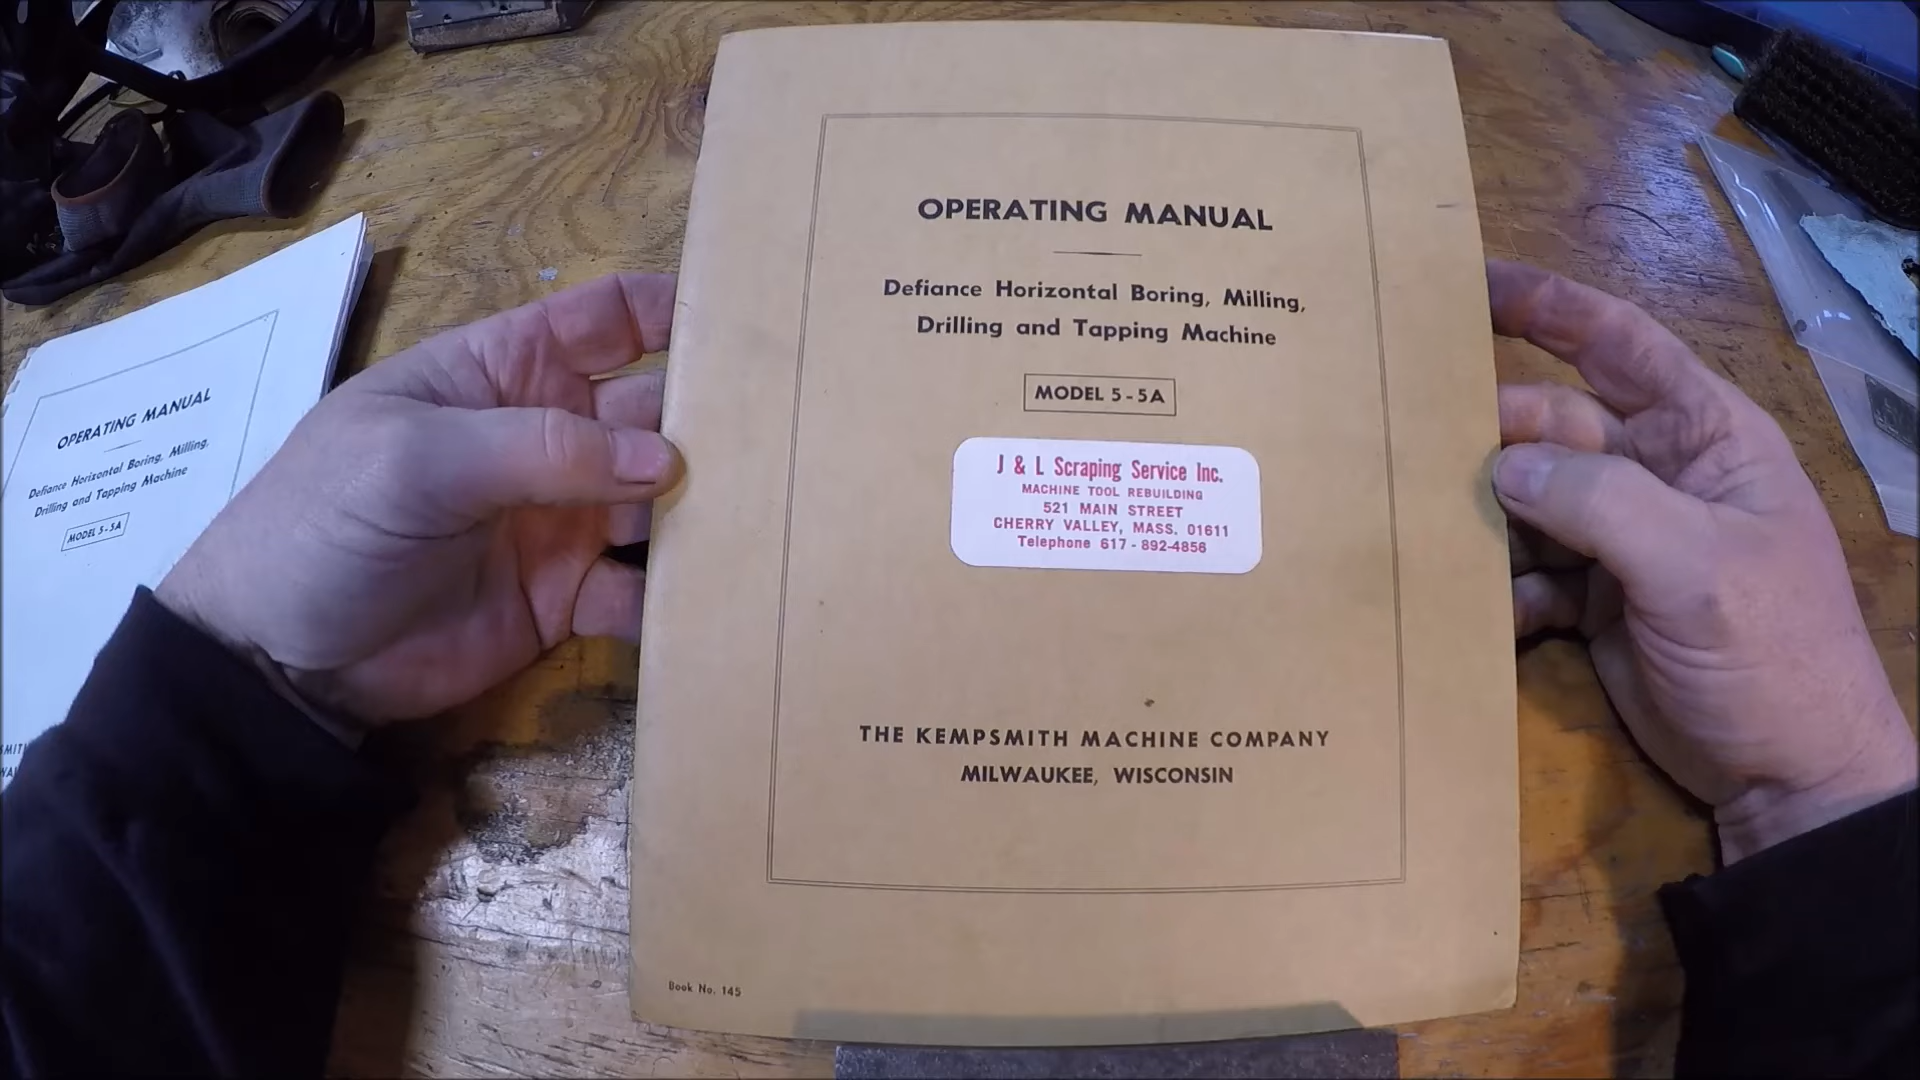 OPERATING MANUAL
Defiance Horizontal Boring, Milling,
Drilling and Tapping Machine
MODEL 5-5A
J & L Scraping Service Inc.
MACHINE TOOL REBUILDING
521 MAIN STREET
CHERRY VALLEY, MASS. 01611
Telephone 617-892-4856
THE KEMPSMITH MACHINE COMPANY
MILWAUKEE, WISCONSIN
Book No. 145
OPERATING MANUAL
Defiance Horizontal Boring, Milling,
Drilling and Tapping Machine
MODEL 5-5A